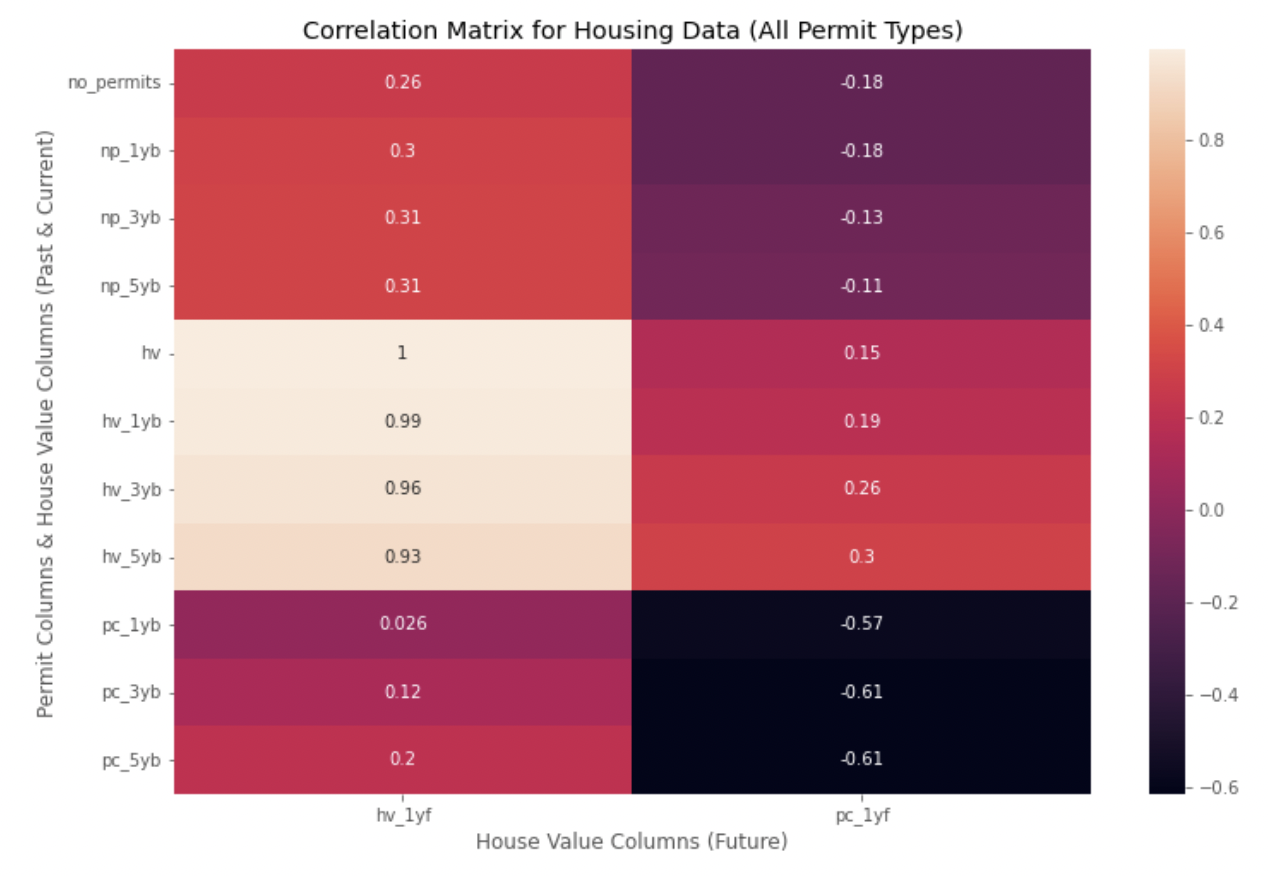 Correlation Matrix for Housing Data (All Permit Types)
Permit Columns & House Value Columns (Past & Current)
no_permits 0.26 -0.18
np_1yb 0.3 -0.18
np_3yb 0.31 -0.13
np_5yb 0.31 -0.11
hv 1 0.15
hv_1yb 0.99 0.19
hv_3yb 0.96 0.26
hv_5yb 0.93 0.3
pc_1yb 0.026 -0.57
pc_3yb 0.12 -0.61
pc_5yb 0.2 -0.61
hv_1yf pc_1yf
House Value Columns (Future)
0.8
0.6
0.4
0.2
0.0
−0.2
−0.4
−0.6